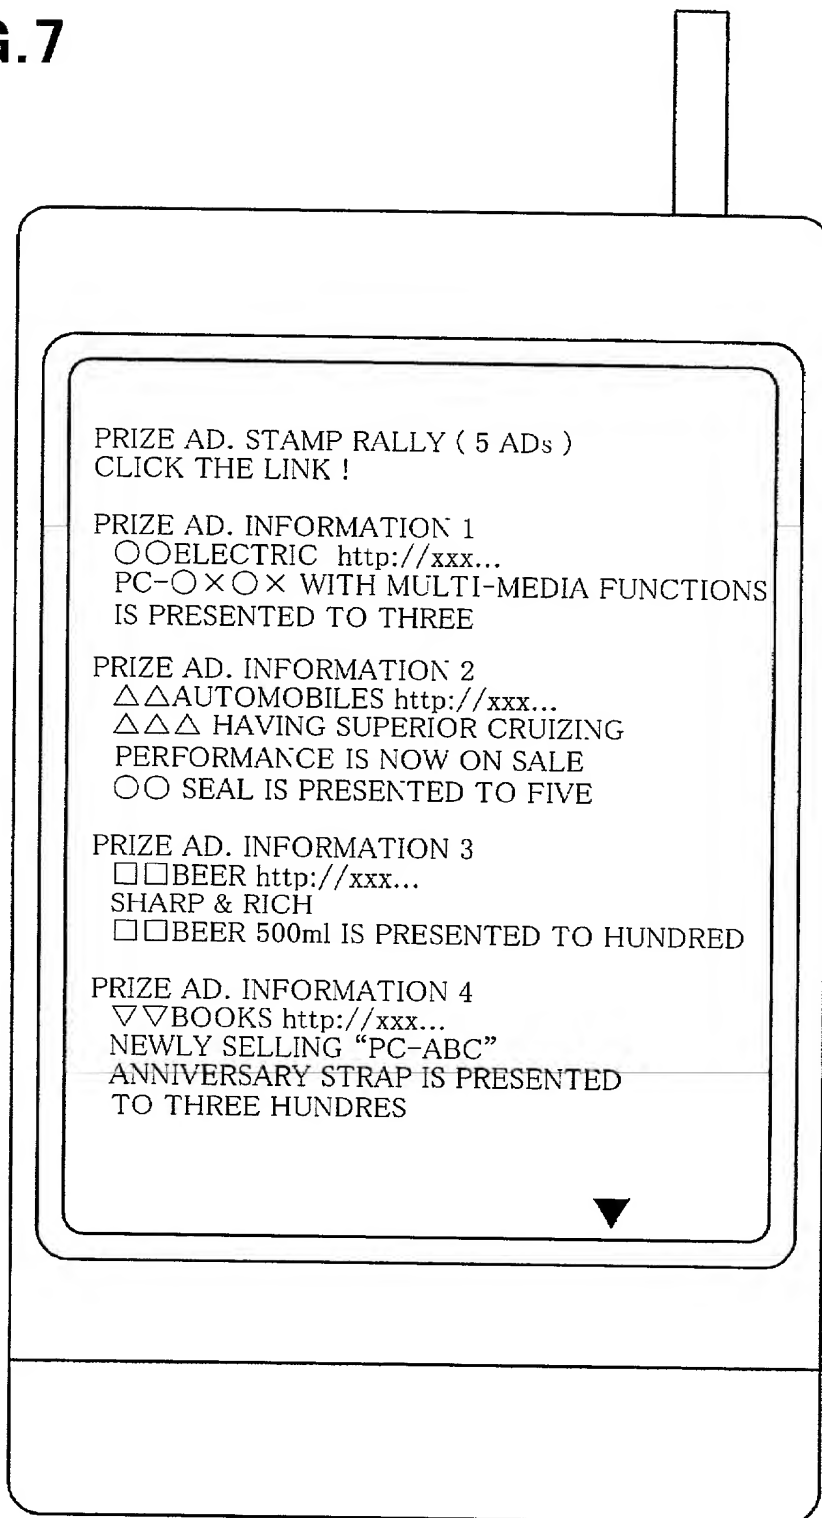 G.7
PRIZE AD. STAMP RALLY ( 5 ADs )
CLICK THE LINK !
PRIZE AD. INFORMATION 1
○○ELECTRIC http://xxx...
PC-○×○× WITH MULTI-MEDIA FUNCTIONS
IS PRESENTED TO THREE
PRIZE AD. INFORMATION 2
△△AUTOMOBILES http://xxx...
△△△ HAVING SUPERIOR CRUIZING
PERFORMANCE IS NOW ON SALE
○○ SEAL IS PRESENTED TO FIVE
PRIZE AD. INFORMATION 3
□□BEER http://xxx...
SHARP & RICH
□□BEER 500ml IS PRESENTED TO HUNDRED
PRIZE AD. INFORMATION 4
▽▽BOOKS http://xxx...
NEWLY SELLING “PC-ABC”
ANNIVERSARY STRAP IS PRESENTED
TO THREE HUNDRES
▼